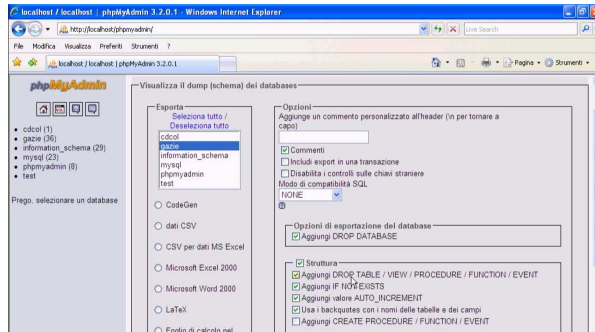 localhost / localhost | phpMyAdmin 3.2.0.1 - Windows Internet Explorer
http://localhost/phpmyadmin/
Live Search
File Modifica Visualizza Preferiti Strumenti ?
localhost / localhost | phpMyAdmin 3.2.0.1
Pagina
Strumenti
phpMyAdmin
cdcol (1)
gazie (36)
information_schema (29)
mysql (23)
phpmyadmin (8)
test
Prego, selezionare un database
Visualizza il dump (schema) dei databases
Esporta
Seleziona tutto /
Deseleziona tutto
cdcol
gazie
information_schema
mysql
phpmyadmin
test
CodeGen
dati CSV
CSV per dati MS Excel
Microsoft Excel 2000
Microsoft Word 2000
LaTeX
Foglio di calcolo nel
Opzioni
Aggiunge un commento personalizzato all'header (\n per tornare a
capo)
Commenti
Includi export in una transazione
Disabilita i controlli sulle chiavi straniere
Modo di compatibilità SQL
NONE
Opzioni di esportazione del database
Aggiungi DROP DATABASE
Struttura
Aggiungi DROP TABLE / VIEW / PROCEDURE / FUNCTION / EVENT
Aggiungi IF NOT EXISTS
Aggiungi valore AUTO_INCREMENT
Usa i backquotes con i nomi delle tabelle e dei campi
Aggiungi CREATE PROCEDURE / FUNCTION / EVENT